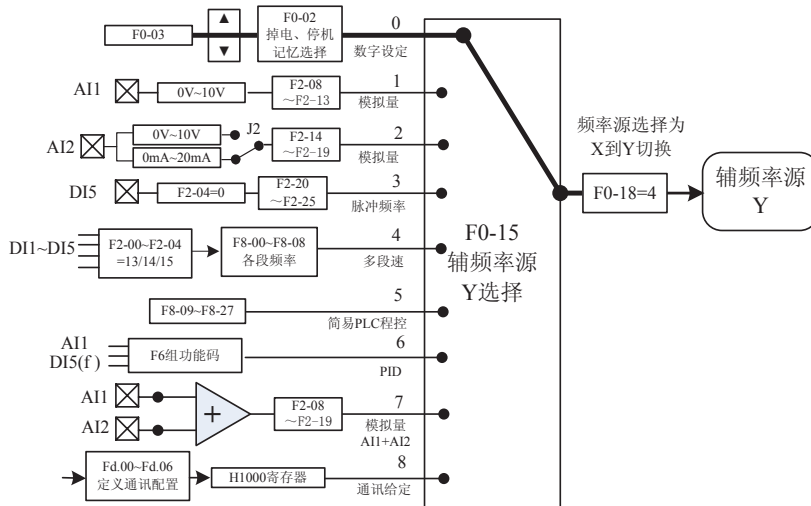 F0-03
▲
▼
F0-02
掉电、停机
记忆选择
0
数字设定
AI1
0V~10V
F2-08
～F2-13
1
模拟量
AI2
0V~10V
0mA~20mA
J2
F2-14
～F2-19
2
模拟量
DI5
F2-04=0
F2-20
～F2-25
3
脉冲频率
DI1~DI5
F2-00~F2-04
=13/14/15
F8-00~F8-08
各段频率
4
多段速
F8-09~F8-27
5
简易PLC程控
AI1
DI5(f)
F6组功能码
6
PID
AI1
AI2
+
F2-08
～F2-19
7
模拟量
AI1+AI2
Fd.00~Fd.06
定义通讯配置
H1000寄存器
8
通讯给定
F0-15
辅频率源
Y选择
频率源选择为
X到Y切换
F0-18=4
辅频率源
Y